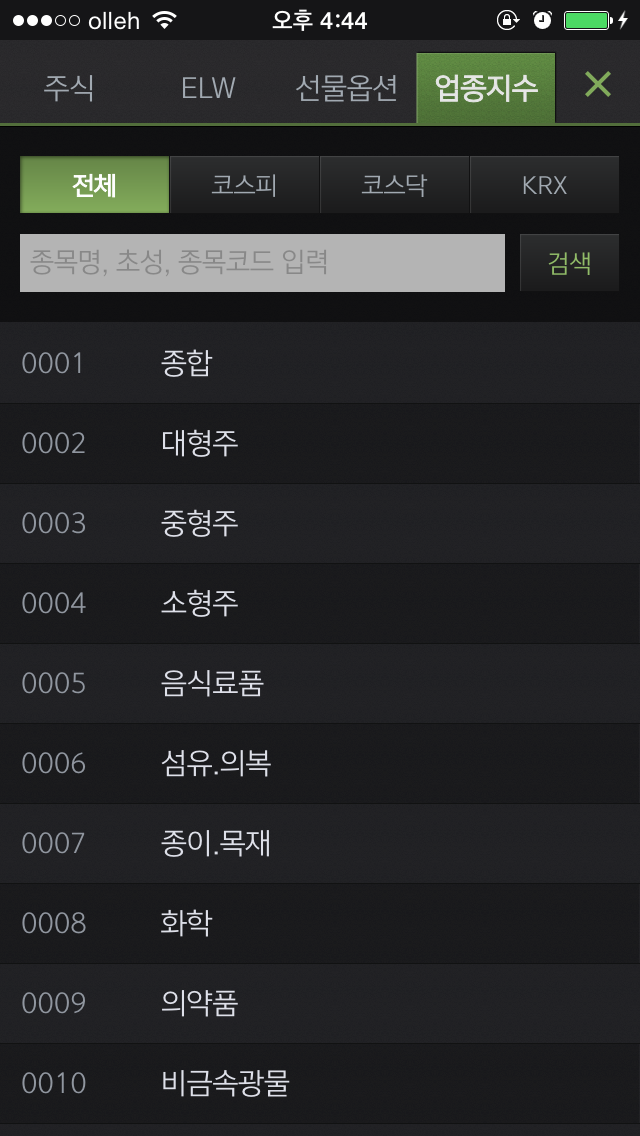 olleh 오후 4:44
주식 ELW 선물옵션 업종지수
전체 코스피 코스닥 KRX
종목명, 초성, 종목코드 입력 검색
0001 종합
0002 대형주
0003 중형주
0004 소형주
0005 음식료품
0006 섬유.의복
0007 종이.목재
0008 화학
0009 의약품
0010 비금속광물